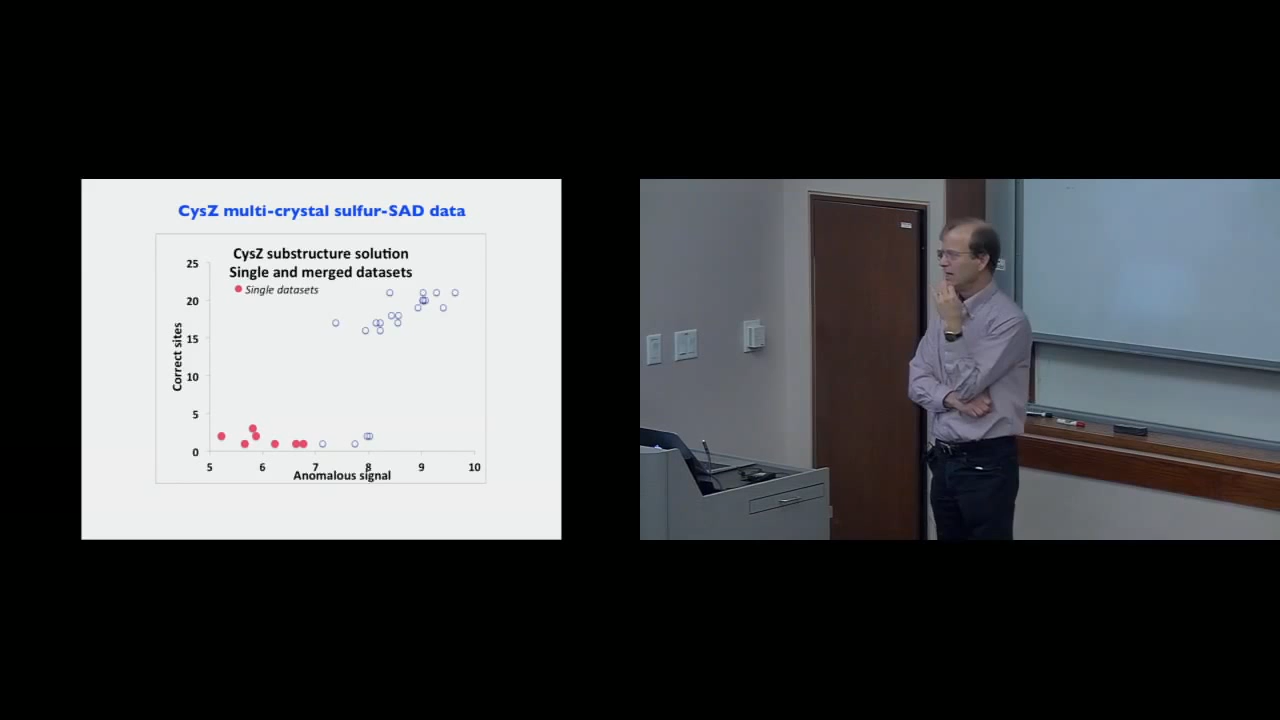 CysZ multi-crystal sulfur-SAD data
CysZ substructure solution
Single and merged datasets
Single datasets
25
20
15
10
5
0
Correct sites
5 6 7 8 9 10
Anomalous signal